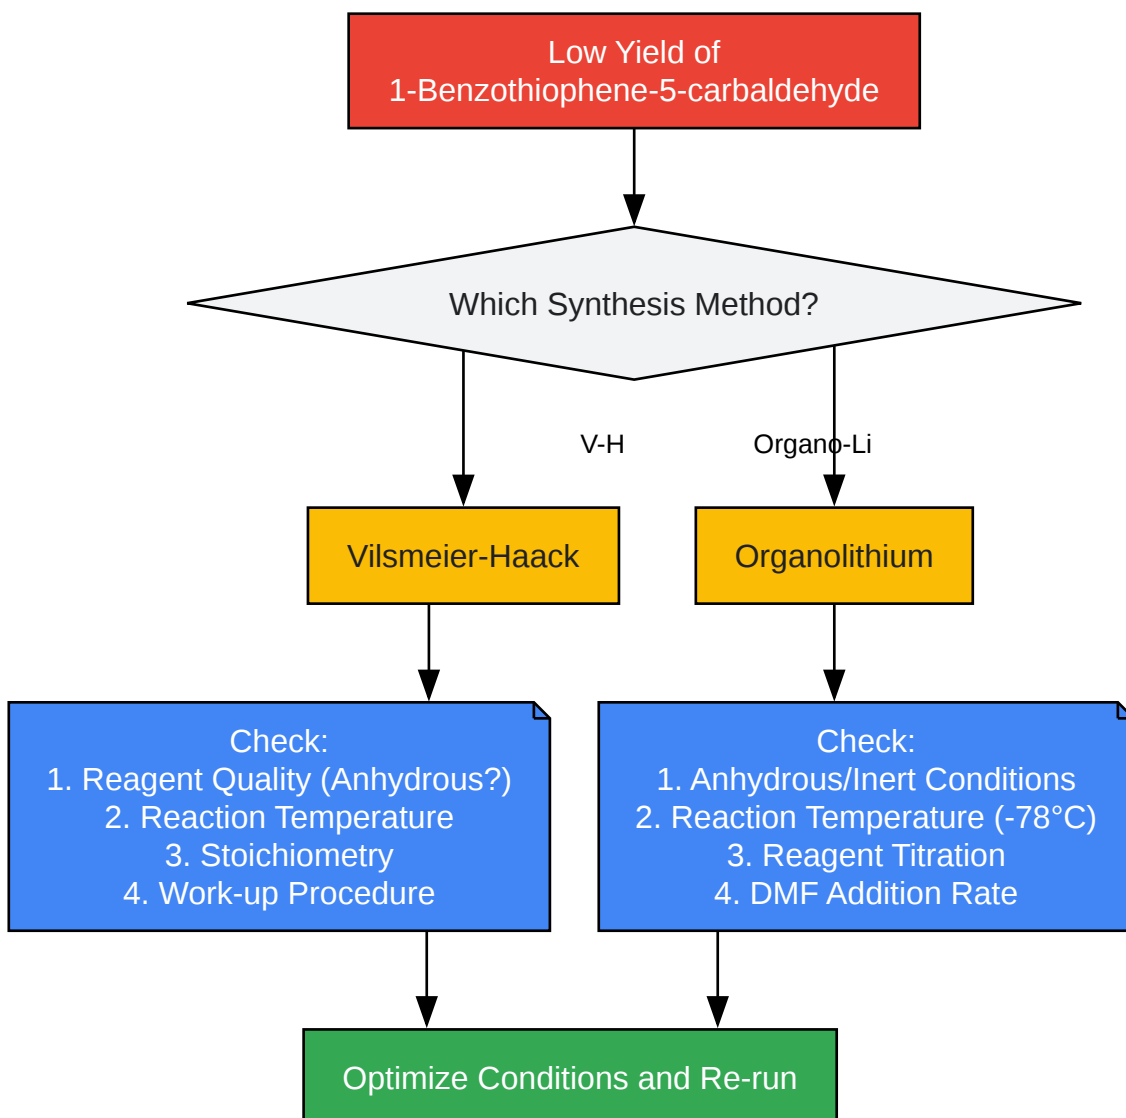 Low Yield of
1-Benzothiophene-5-carbaldehyde
Which Synthesis Method?
V-H
Organo-Li
Vilsmeier-Haack
Organolithium
Check:
1. Reagent Quality (Anhydrous?)
2. Reaction Temperature
3. Stoichiometry
4. Work-up Procedure
Check:
1. Anhydrous/Inert Conditions
2. Reaction Temperature (-78°C)
3. Reagent Titration
4. DMF Addition Rate
Optimize Conditions and Re-run